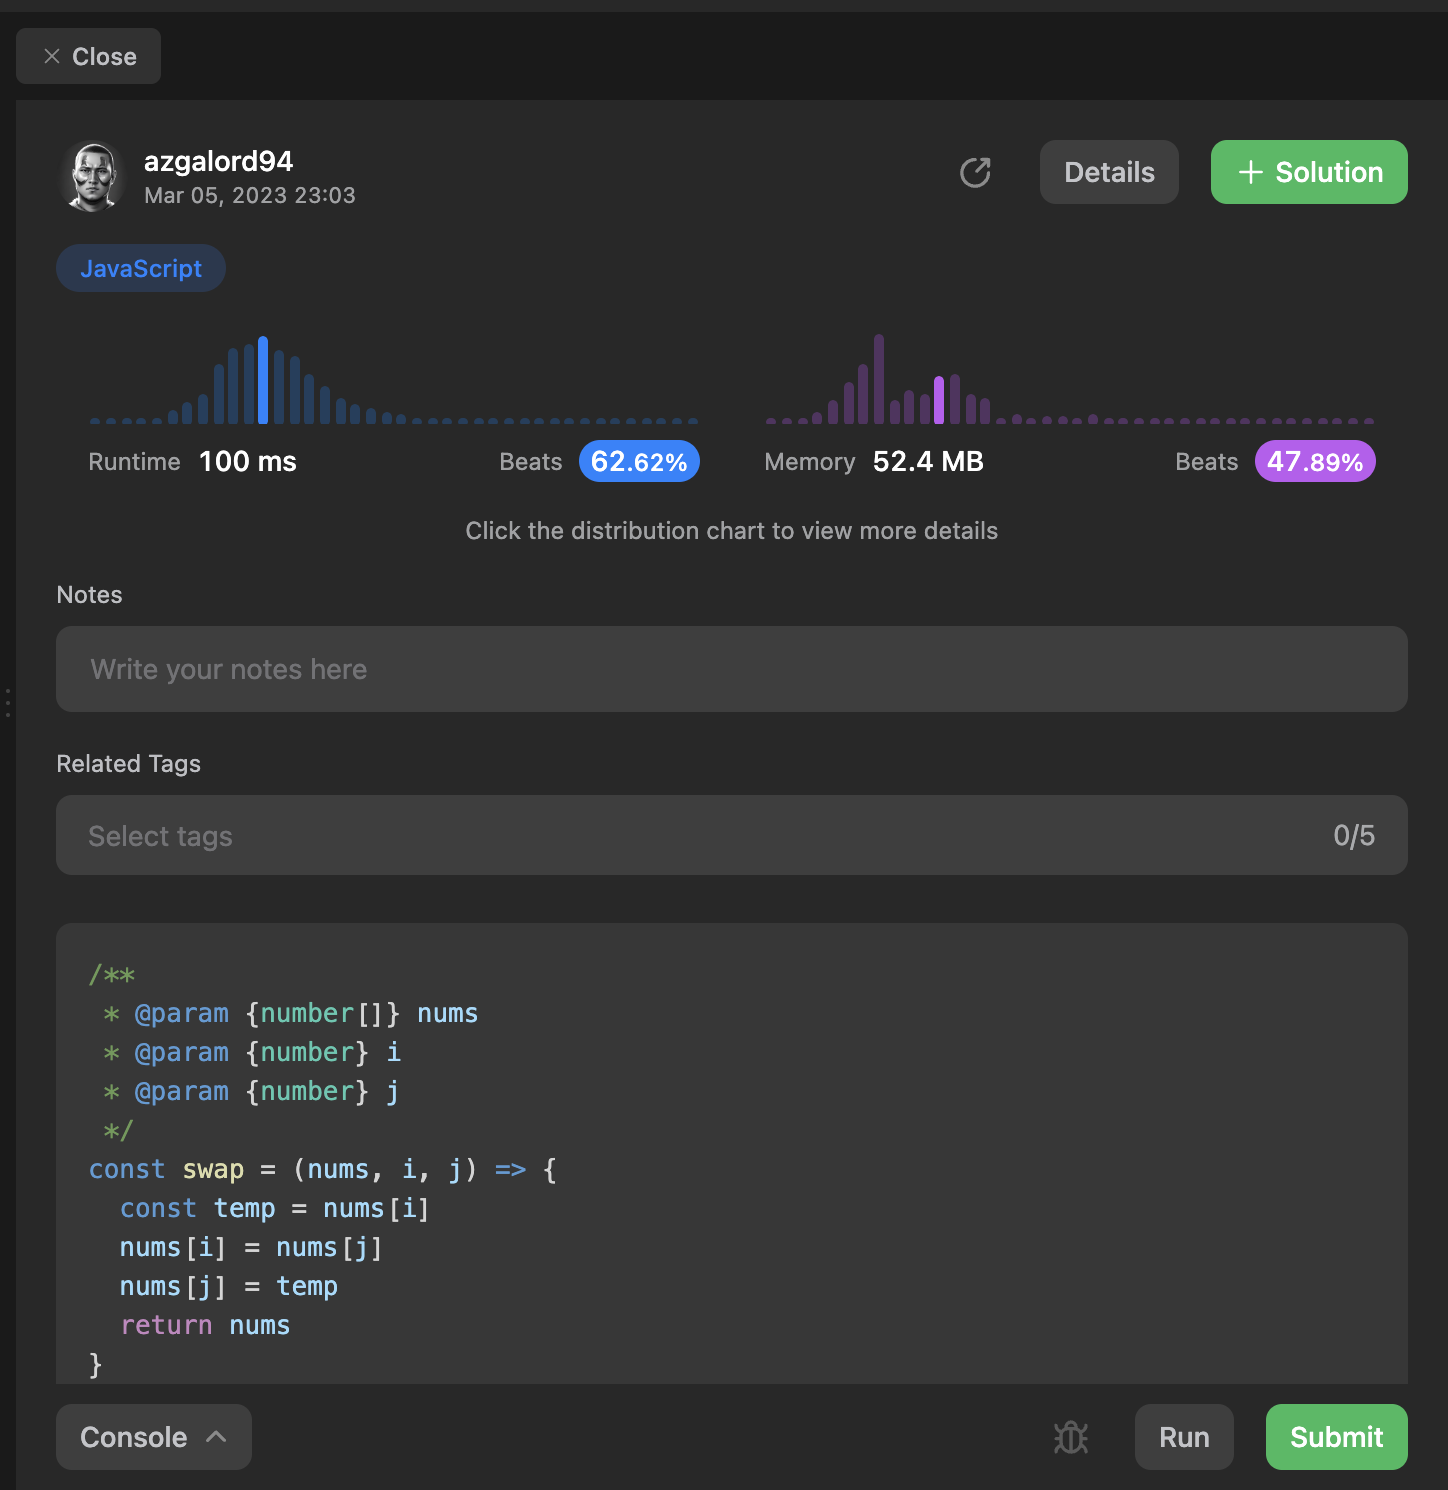 Close
azgalord94
Mar 05, 2023 23:03
Details
+ Solution
JavaScript
Runtime 100 ms Beats 62.62%
Memory 52.4 MB Beats 47.89%
Click the distribution chart to view more details
Notes
Write your notes here
Related Tags
Select tags 0/5
/**
 * @param {number[]} nums
 * @param {number} i
 * @param {number} j
 */
const swap = (nums, i, j) => {
  const temp = nums[i]
  nums[i] = nums[j]
  nums[j] = temp
  return nums
}
Console
Run
Submit